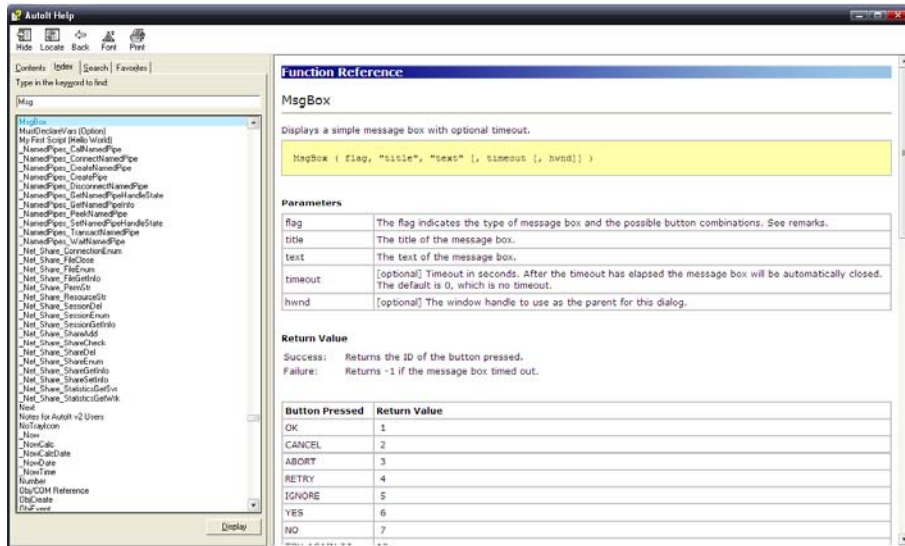 AutoIt Help
Hide Locate Back Font Print
Contents Index Search Favorites
Type in the keyword to find:
Msg
MsgBox
MustDeclareVars (Option)
My First Script (Hello World)
_NamedPipes_CallNamedPipe
_NamedPipes_ConnectNamedPipe
_NamedPipes_CreateNamedPipe
_NamedPipes_CreatePipe
_NamedPipes_DisconnectNamedPipe
_NamedPipes_GetNamedPipeHandleState
_NamedPipes_GetNamedPipeInfo
_NamedPipes_PeekNamedPipe
_NamedPipes_SetNamedPipeHandleState
_NamedPipes_TransactNamedPipe
_NamedPipes_WaitNamedPipe
_Net_Share_ConnectionEnum
_Net_Share_FileClose
_Net_Share_FileEnum
_Net_Share_FileGetInfo
_Net_Share_PermStr
_Net_Share_ResourceStr
_Net_Share_SessionDel
_Net_Share_SessionEnum
_Net_Share_SessionGetInfo
_Net_Share_ShareAdd
_Net_Share_ShareCheck
_Net_Share_ShareDel
_Net_Share_ShareEnum
_Net_Share_ShareGetInfo
_Net_Share_ShareSetInfo
_Net_Share_StatisticsGetSvr
_Net_Share_StatisticsGetWrk
Next
Notes for AutoIt v2 Users
NoTrayIcon
_Now
_NowCalc
_NowCalcDate
_NowDate
_NowTime
Number
Obj/COM Reference
ObjCreate
ObjEvent
Display
Function Reference
MsgBox
Displays a simple message box with optional timeout.
MsgBox ( flag, "title", "text" [, timeout [, hwnd]] )
Parameters
flag The flag indicates the type of message box and the possible button combinations. See remarks.
title The title of the message box.
text The text of the message box.
timeout [optional] Timeout in seconds. After the timeout has elapsed the message box will be automatically closed.
The default is 0, which is no timeout.
hwnd [optional] The window handle to use as the parent for this dialog.
Return Value
Success: Returns the ID of the button pressed.
Failure: Returns -1 if the message box timed out.
Button Pressed Return Value
OK 1
CANCEL 2
ABORT 3
RETRY 4
IGNORE 5
YES 6
NO 7